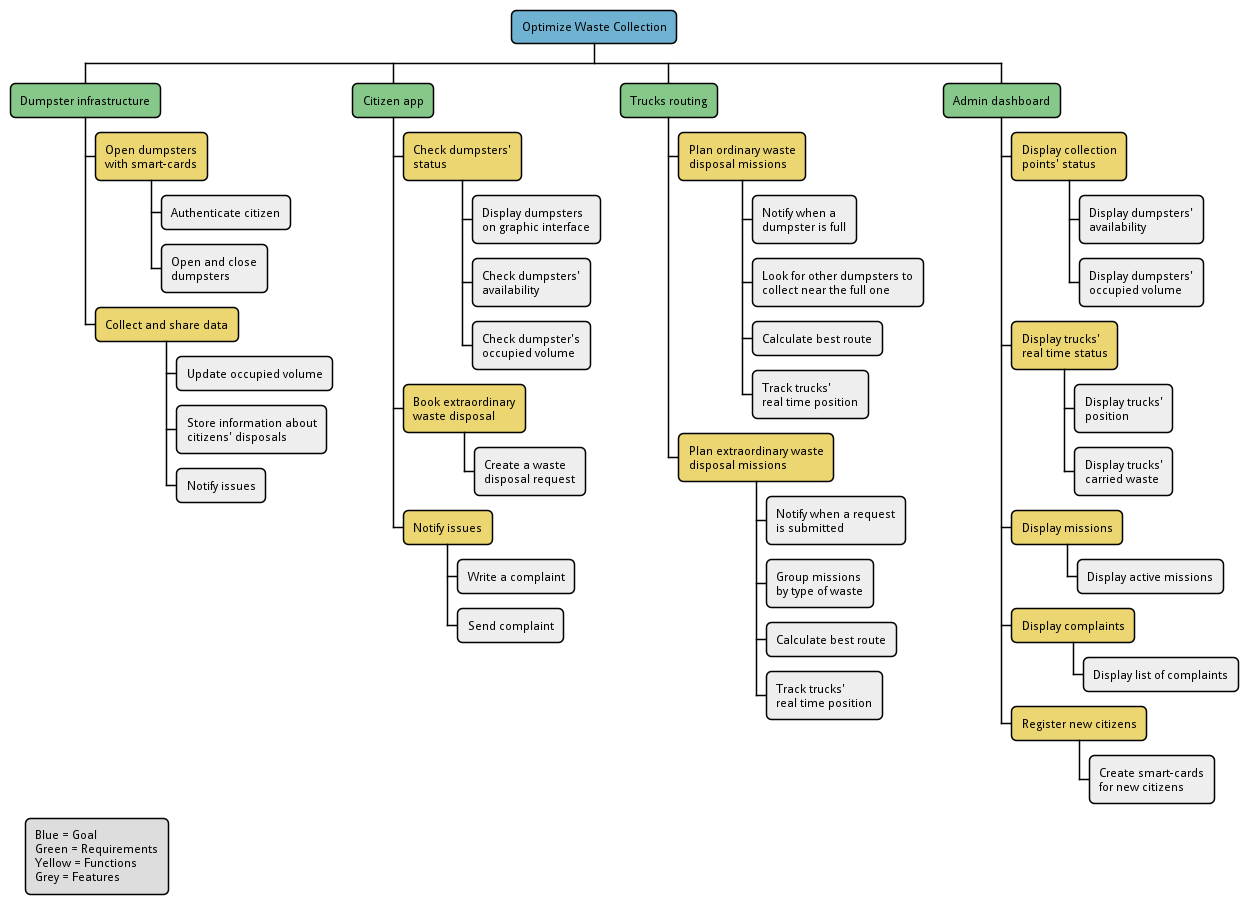 Optimize Waste Collection
Dumpster infrastructure
Open dumpsters
with smart-cards
Authenticate citizen
Open and close
dumpsters
Collect and share data
Update occupied volume
Store information about
citizens' disposals
Notify issues
Citizen app
Check dumpsters'
status
Display dumpsters
on graphic interface
Check dumpsters'
availability
Check dumpster's
occupied volume
Book extraordinary
waste disposal
Create a waste
disposal request
Notify issues
Write a complaint
Send complaint
Trucks routing
Plan ordinary waste
disposal missions
Notify when a
dumpster is full
Look for other dumpsters to
collect near the full one
Calculate best route
Track trucks'
real time position
Plan extraordinary waste
disposal missions
Notify when a request
is submitted
Group missions
by type of waste
Calculate best route
Track trucks'
real time position
Admin dashboard
Display collection
points' status
Display dumpsters'
availability
Display dumpsters'
occupied volume
Display trucks'
real time status
Display trucks'
position
Display trucks'
carried waste
Display missions
Display active missions
Display complaints
Display list of complaints
Register new citizens
Create smart-cards
for new citizens
Blue = Goal
Green = Requirements
Yellow = Functions
Grey = Features